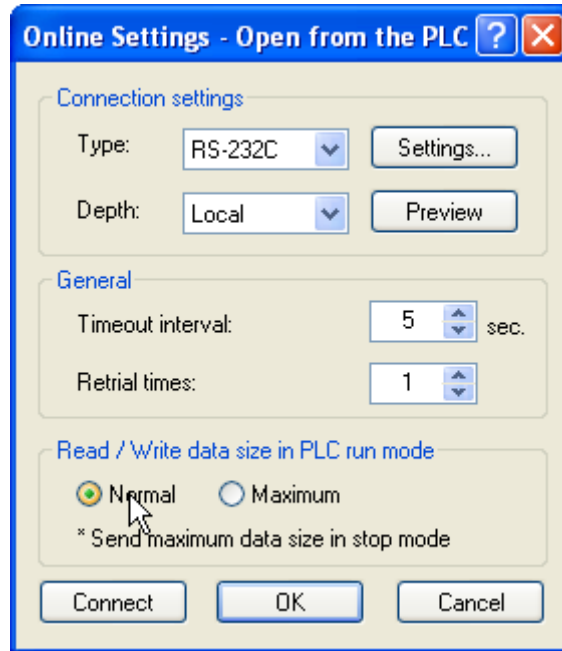 Online Settings - Open from the PLC
Connection settings
Type: RS-232C Settings...
Depth: Local Preview
General
Timeout interval: 5 sec.
Retrial times: 1
Read / Write data size in PLC run mode
Normal Maximum
* Send maximum data size in stop mode
Connect OK Cancel